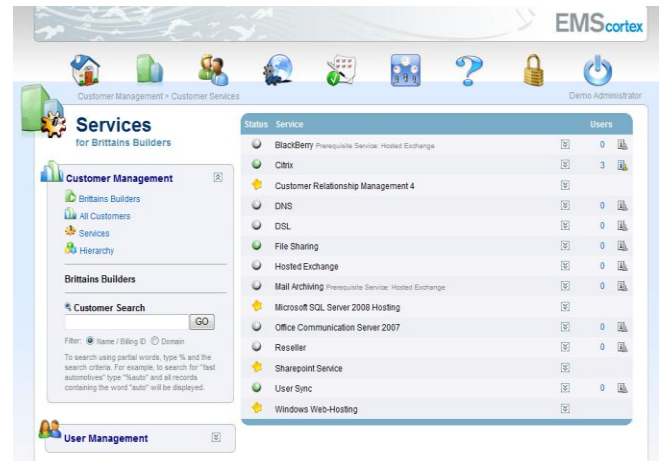 EMScortex
Customer Management > Customer Services
Demo Administrator
Services
for Brittains Builders
Customer Management
Brittains Builders
All Customers
Services
Hierarchy
Brittains Builders
Customer Search
GO
Filter: Name / Billing ID Domain
To search using partial words, type % and the
search criteria. For example, to search for "fast
automotives" type "%auto" and all records
containing the word "auto" will be displayed.
User Management
Status Service Users
BlackBerry Prerequisite Service: Hosted Exchange 0
Citrix 3
Customer Relationship Management 4
DNS 0
DSL 0
File Sharing 0
Hosted Exchange 0
Mail Archiving Prerequisite Service: Hosted Exchange 0
Microsoft SQL Server 2008 Hosting
Office Communication Server 2007 0
Reseller 0
Sharepoint Service
User Sync 0
Windows Web-Hosting